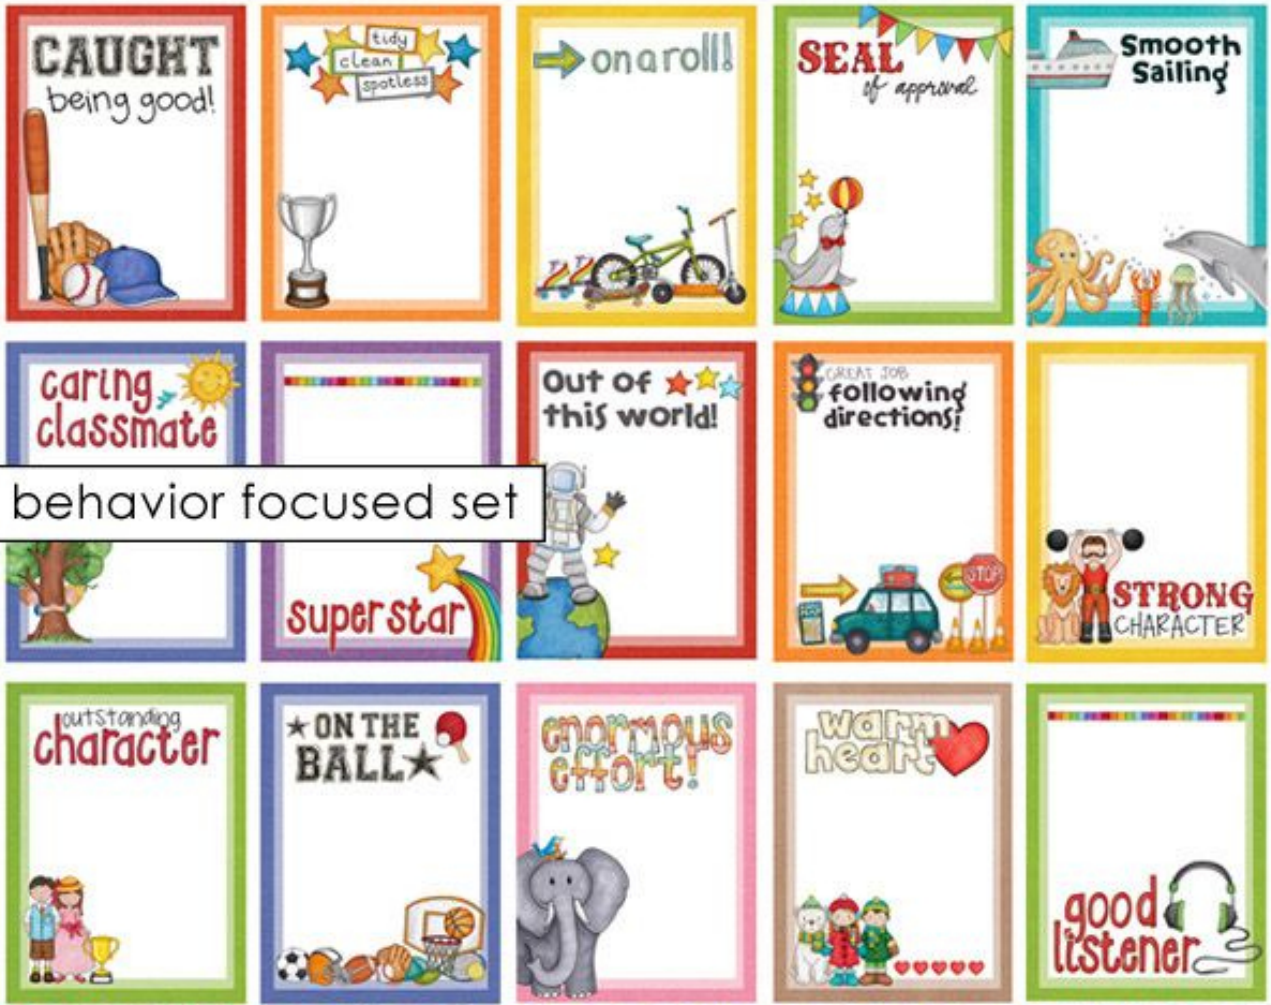 CAUGHT
being good!
tidy
clean
spotless
on a roll!
SEAL
of approval
Smooth
Sailing
caring
classmate
superstar
Out of
this world!
GREAT JOB
following
directions!
STOP
STRONG
CHARACTER
behavior focused set
outstanding
character
ON THE
BALL
enormous
effort!
warm
heart
good
listener